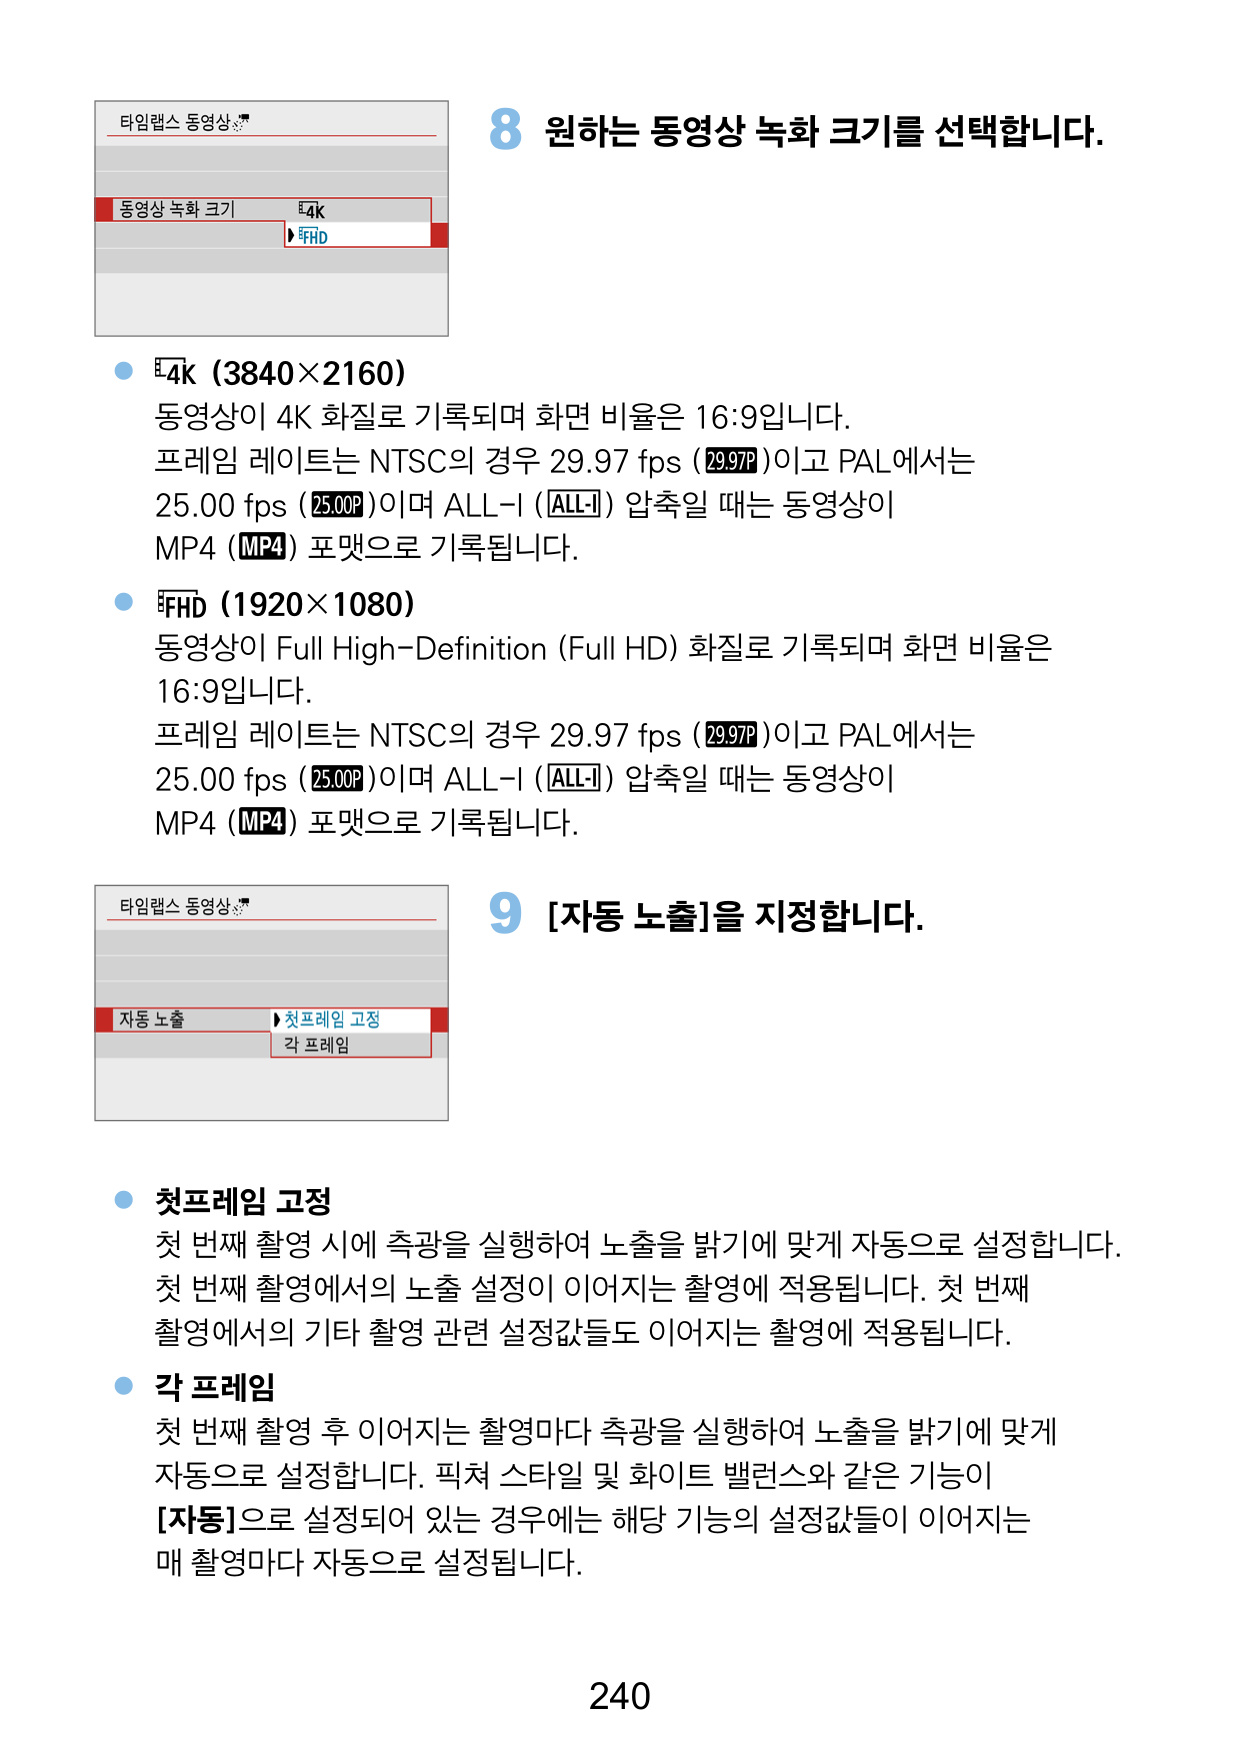 타임랩스 동영상
동영상 녹화 크기 4K
FHD
8 원하는 동영상 녹화 크기를 선택합니다.
4K (3840×2160)
동영상이 4K 화질로 기록되며 화면 비율은 16:9입니다.
프레임 레이트는 NTSC의 경우 29.97 fps (29.97P)이고 PAL에서는
25.00 fps (25.00P)이며 ALL-I (ALL-I) 압축일 때는 동영상이
MP4 (MP4) 포맷으로 기록됩니다.
FHD (1920×1080)
동영상이 Full High-Definition (Full HD) 화질로 기록되며 화면 비율은
16:9입니다.
프레임 레이트는 NTSC의 경우 29.97 fps (29.97P)이고 PAL에서는
25.00 fps (25.00P)이며 ALL-I (ALL-I) 압축일 때는 동영상이
MP4 (MP4) 포맷으로 기록됩니다.
타임랩스 동영상
자동 노출 첫프레임 고정
각 프레임
9 [자동 노출]을 지정합니다.
첫프레임 고정
첫 번째 촬영 시에 측광을 실행하여 노출을 밝기에 맞게 자동으로 설정합니다.
첫 번째 촬영에서의 노출 설정이 이어지는 촬영에 적용됩니다. 첫 번째
촬영에서의 기타 촬영 관련 설정값들도 이어지는 촬영에 적용됩니다.
각 프레임
첫 번째 촬영 후 이어지는 촬영마다 측광을 실행하여 노출을 밝기에 맞게
자동으로 설정합니다. 픽쳐 스타일 및 화이트 밸런스와 같은 기능이
[자동]으로 설정되어 있는 경우에는 해당 기능의 설정값들이 이어지는
매 촬영마다 자동으로 설정됩니다.
240